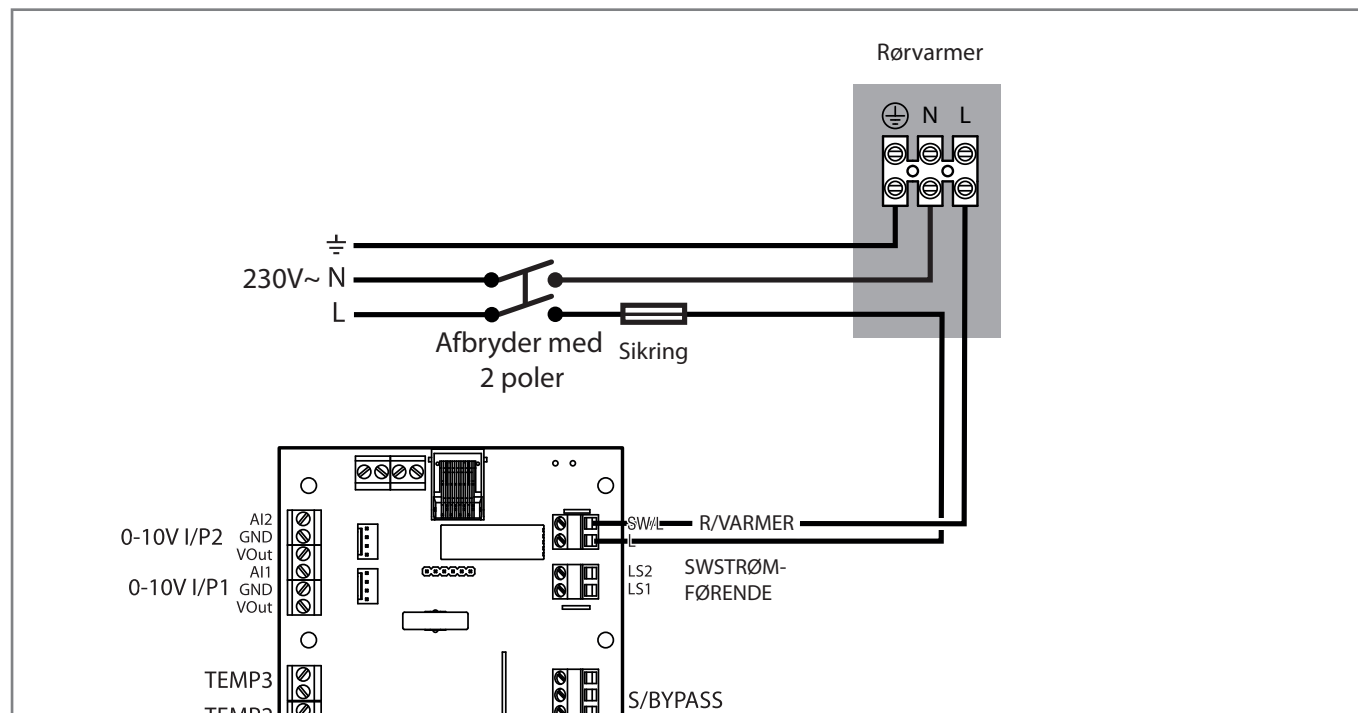 Rørvarmer
N L
230V~ N
L
Afbryder med
2 poler
Sikring
AI2
0-10V I/P2 GND
VOut
AI1
0-10V I/P1 GND
VOut
SW/L R/VARMER
L
LS2 SWSTRØM-
LS1 FØRENDE
TEMP3
S/BYPASS
TEMP2